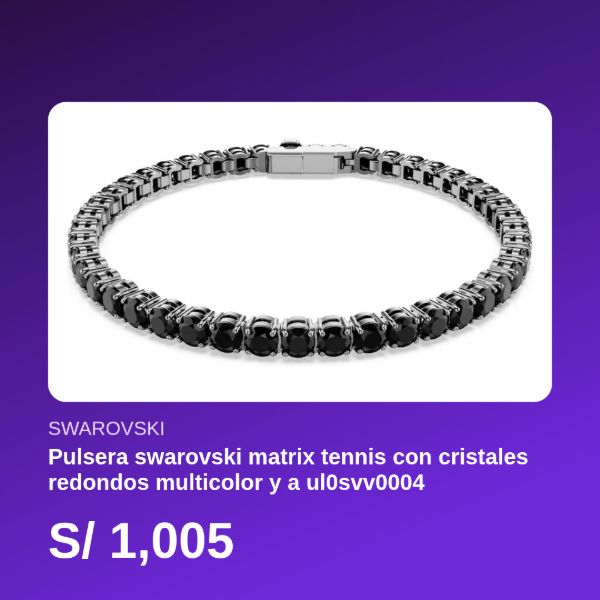 SWAROVSKI
Pulsera swarovski matrix tennis con cristales
redondos multicolor y a ul0svv0004
S/ 1,005